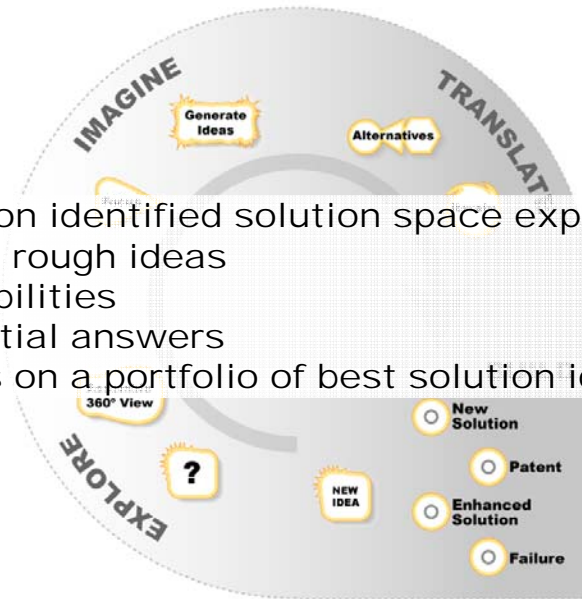 IMAGINE
TRANSLAT
Generate
Ideas
Alternatives
on identified solution space exp
rough ideas
bilities
tial answers
s on a portfolio of best solution ic
360° View
New
Solution
?
Patent
NEW
IDEA
Enhanced
Solution
Failure
EXPLORE